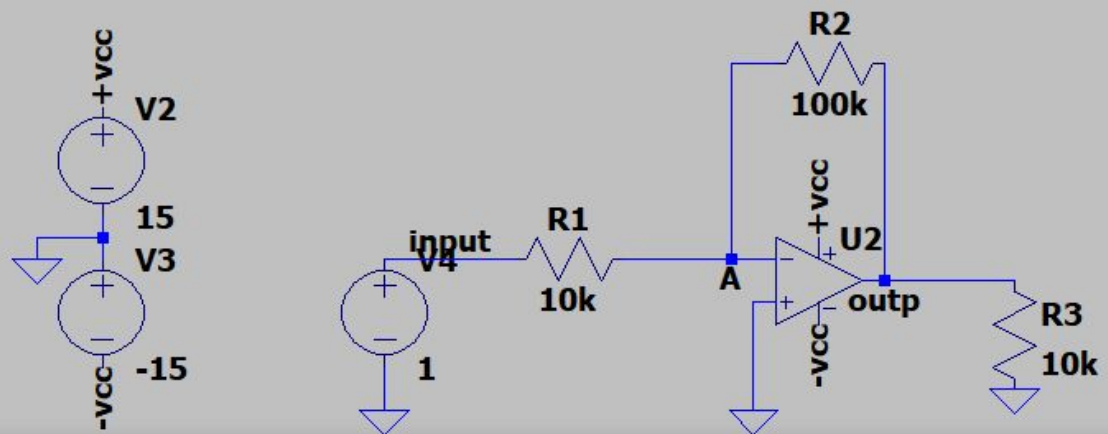 +vcc
V2
15
V3
-15
-vcc
input
V4
1
R1
10k
A
R2
100k
+vcc
U2
outp
-vcc
R3
10k